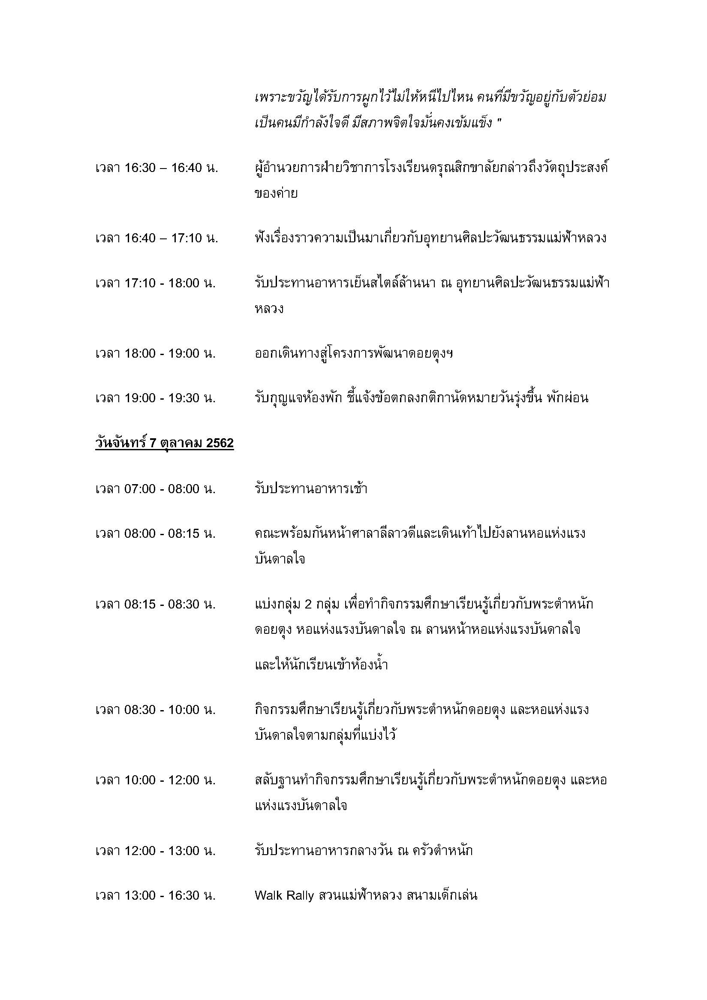 เพราะขวัญได้รับการผูกไว้ไม่ให้หนีไปไหน คนที่มีขวัญอยู่กับตัวย่อม
เป็นคนมีกำลังใจดี มีสภาพจิตใจมั่นคงเข้มแข็ง "
เวลา 16:30 – 16:40 น. ผู้อำนวยการฝ่ายวิชาการโรงเรียนดรุณสิกขาลัยกล่าวถึงวัตถุประสงค์
ของค่าย
เวลา 16:40 – 17:10 น. ฟังเรื่องราวความเป็นมาเกี่ยวกับอุทยานศิลปะวัฒนธรรมแม่ฟ้าหลวง
เวลา 17:10 - 18:00 น. รับประทานอาหารเย็นสไตล์ล้านนา ณ อุทยานศิลปะวัฒนธรรมแม่ฟ้า
หลวง
เวลา 18:00 - 19:00 น. ออกเดินทางสู่โครงการพัฒนาดอยตุงฯ
เวลา 19:00 - 19:30 น. รับกุญแจห้องพัก ชี้แจ้งข้อตกลงกติกานัดหมายวันรุ่งขึ้น พักผ่อน
วันจันทร์ 7 ตุลาคม 2562
เวลา 07:00 - 08:00 น. รับประทานอาหารเช้า
เวลา 08:00 - 08:15 น. คณะพร้อมกันหน้าศาลาลีลาวดีและเดินเท้าไปยังลานหอแห่งแรง
บันดาลใจ
เวลา 08:15 - 08:30 น. แบ่งกลุ่ม 2 กลุ่ม เพื่อทำกิจกรรมศึกษาเรียนรู้เกี่ยวกับพระตำหนัก
ดอยตุง หอแห่งแรงบันดาลใจ ณ ลานหน้าหอแห่งแรงบันดาลใจ
และให้นักเรียนเข้าห้องน้ำ
เวลา 08:30 - 10:00 น. กิจกรรมศึกษาเรียนรู้เกี่ยวกับพระตำหนักดอยตุง และหอแห่งแรง
บันดาลใจตามกลุ่มที่แบ่งไว้
เวลา 10:00 - 12:00 น. สลับฐานทำกิจกรรมศึกษาเรียนรู้เกี่ยวกับพระตำหนักดอยตุง และหอ
แห่งแรงบันดาลใจ
เวลา 12:00 - 13:00 น. รับประทานอาหารกลางวัน ณ ครัวตำหนัก
เวลา 13:00 - 16:30 น. Walk Rally สวนแม่ฟ้าหลวง สนามเด็กเล่น